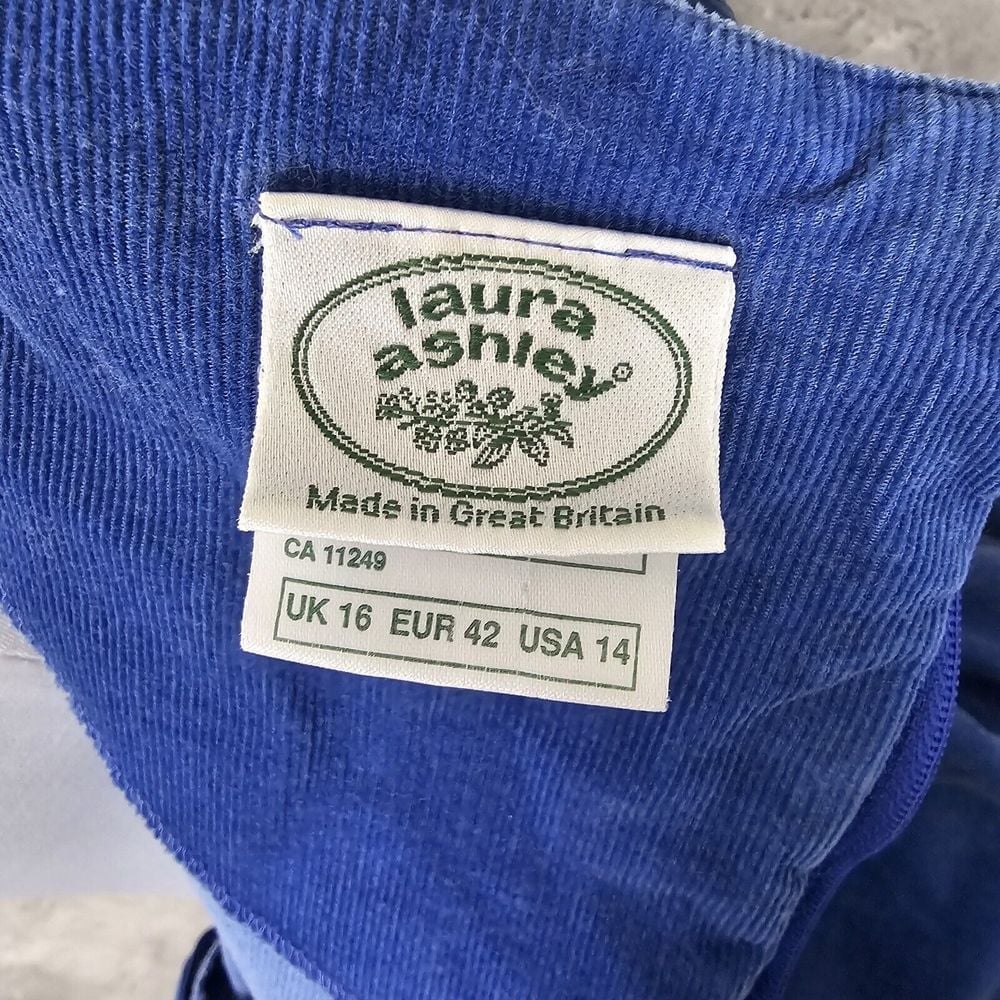 laura
ashley®
Made in Great Britain
CA 11249
UK 16 EUR 42 USA 14